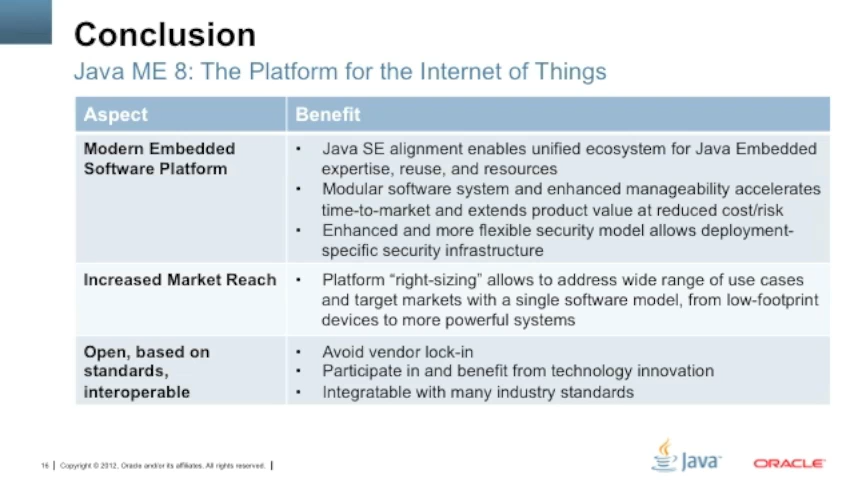 Conclusion
Java ME 8: The Platform for the Internet of Things
Aspect
Benefit
Modern Embedded
Software Platform
• Java SE alignment enables unified ecosystem for Java Embedded
expertise, reuse, and resources
• Modular software system and enhanced manageability accelerates
time-to-market and extends product value at reduced cost/risk
• Enhanced and more flexible security model allows deployment-
specific security infrastructure
Increased Market Reach
• Platform “right-sizing” allows to address wide range of use cases
and target markets with a single software model, from low-footprint
devices to more powerful systems
Open, based on
standards,
interoperable
• Avoid vendor lock-in
• Participate in and benefit from technology innovation
• Integratable with many industry standards
16 | Copyright © 2012, Oracle and/or its affiliates. All rights reserved. |
Java
ORACLE